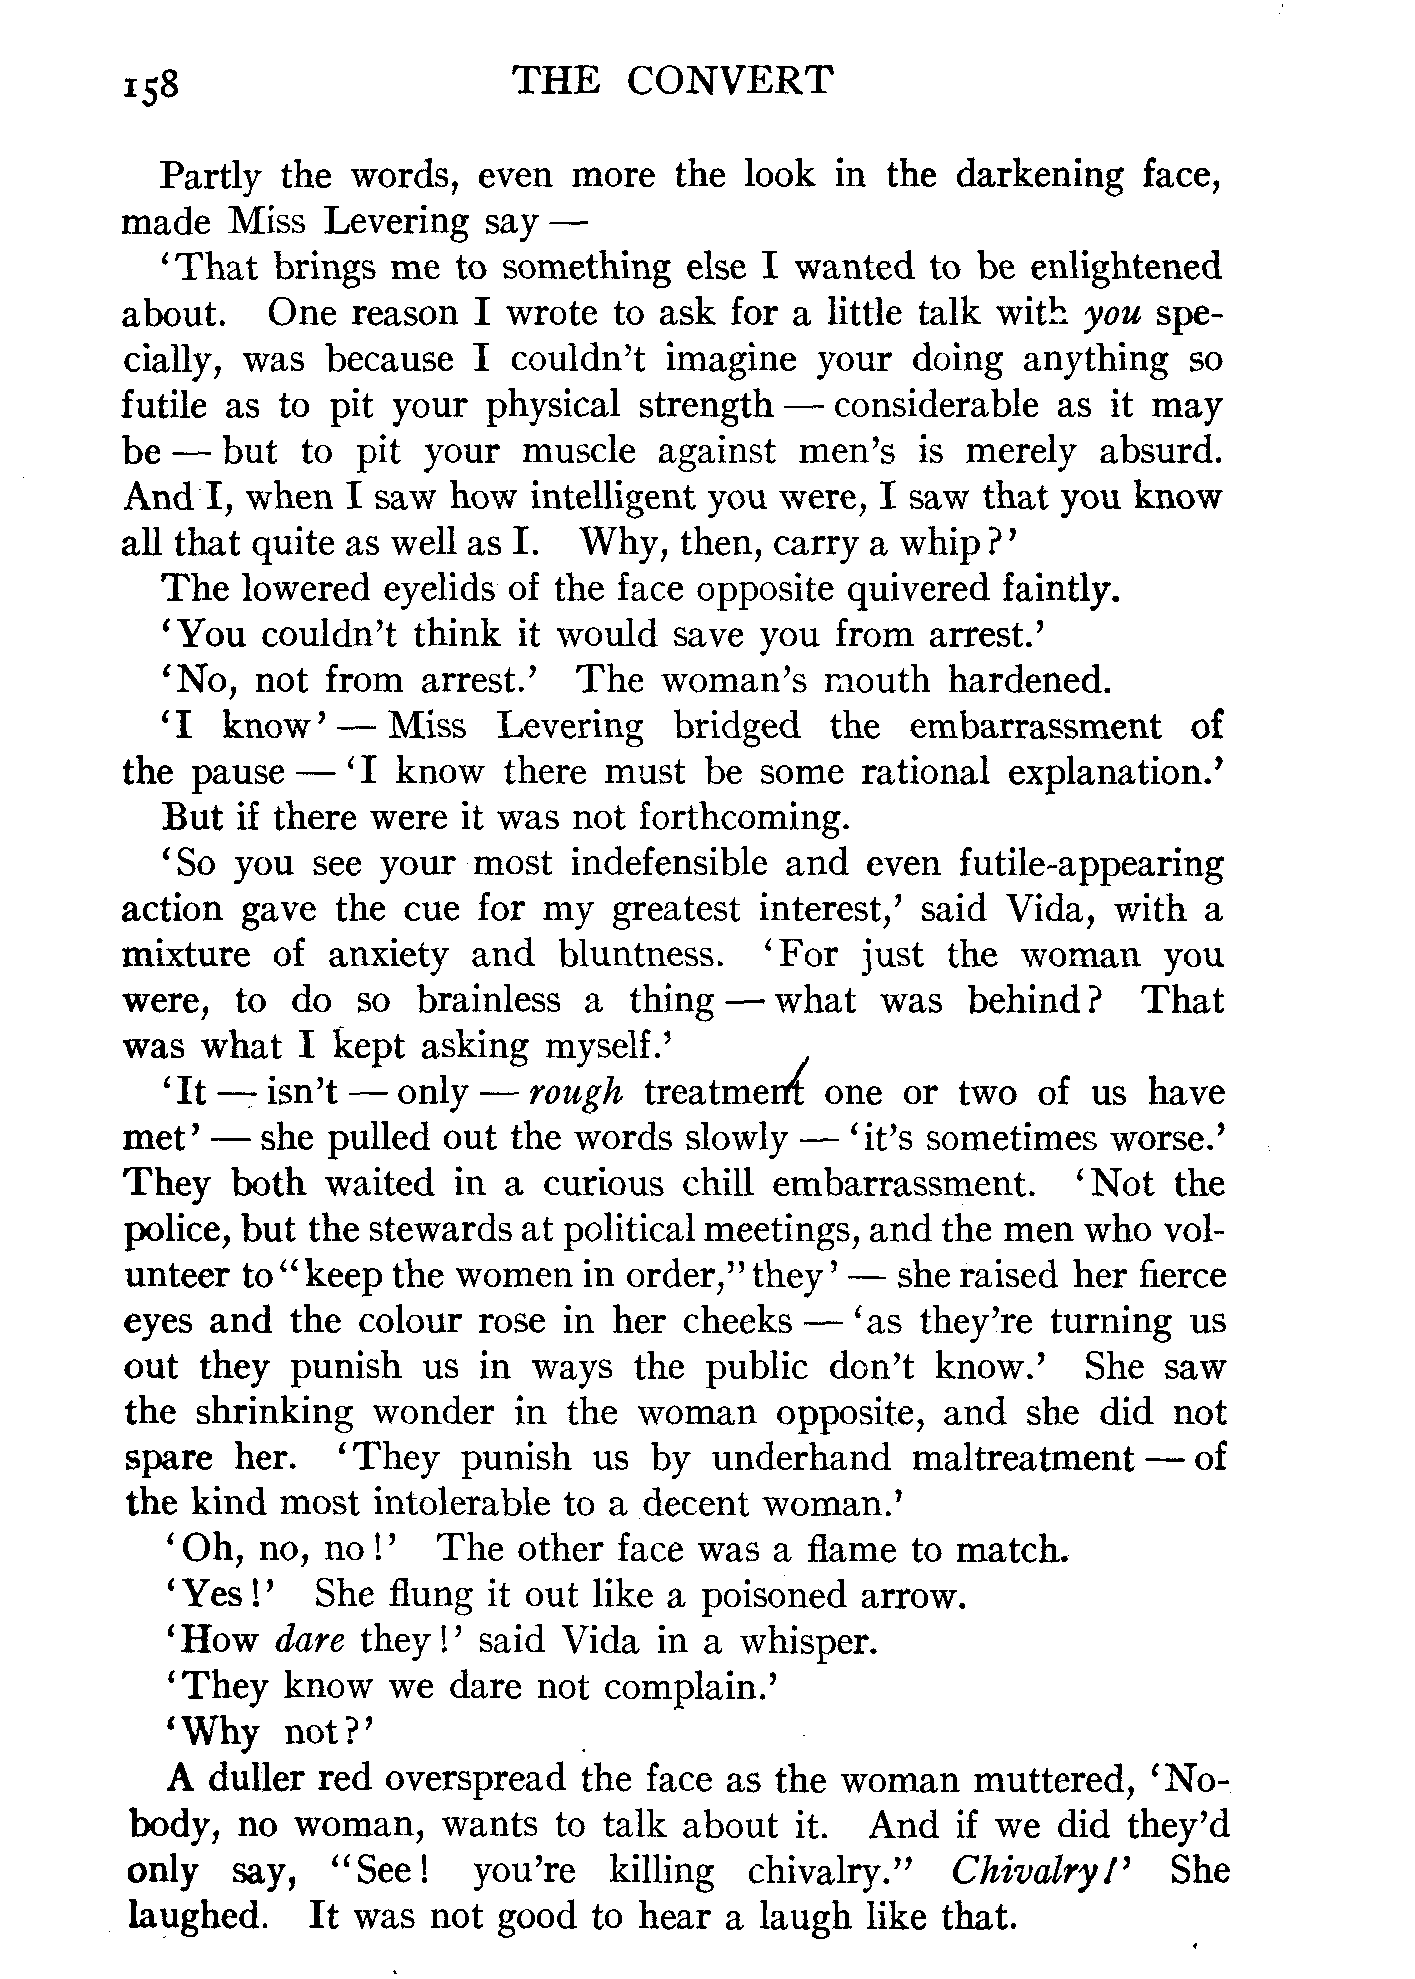 158 THE CONVERT
Partly the words, even more the look in the darkening face,
made Miss Levering say —
‘That brings me to something else I wanted to be enlightened
about. One reason I wrote to ask for a little talk with you spe-
cially, was because I couldn’t imagine your doing anything so
futile as to pit your physical strength — considerable as it may
be — but to pit your muscle against men’s is merely absurd.
And I, when I saw how intelligent you were, I saw that you know
all that quite as well as I. Why, then, carry a whip?’
The lowered eyelids of the face opposite quivered faintly.
‘You couldn’t think it would save you from arrest.’
‘No, not from arrest.’ The woman’s mouth hardened.
‘I know’ — Miss Levering bridged the embarrassment of
the pause — ‘I know there must be some rational explanation.’
But if there were it was not forthcoming.
‘So you see your most indefensible and even futile-appearing
action gave the cue for my greatest interest,’ said Vida, with a
mixture of anxiety and bluntness. ‘For just the woman you
were, to do so brainless a thing — what was behind? That
was what I kept asking myself.’
‘It — isn’t — only — rough treatment one or two of us have
met’ — she pulled out the words slowly — ‘it’s sometimes worse.’
They both waited in a curious chill embarrassment. ‘Not the
police, but the stewards at political meetings, and the men who vol-
unteer to “keep the women in order,” they’ — she raised her fierce
eyes and the colour rose in her cheeks — ‘as they’re turning us
out they punish us in ways the public don’t know.’ She saw
the shrinking wonder in the woman opposite, and she did not
spare her. ‘They punish us by underhand maltreatment — of
the kind most intolerable to a decent woman.’
‘Oh, no, no!’ The other face was a flame to match.
‘Yes!’ She flung it out like a poisoned arrow.
‘How dare they!’ said Vida in a whisper.
‘They know we dare not complain.’
‘Why not?’
A duller red overspread the face as the woman muttered, ‘No-
body, no woman, wants to talk about it. And if we did they’d
only say, “See! you’re killing chivalry.” Chivalry!’ She
laughed. It was not good to hear a laugh like that.